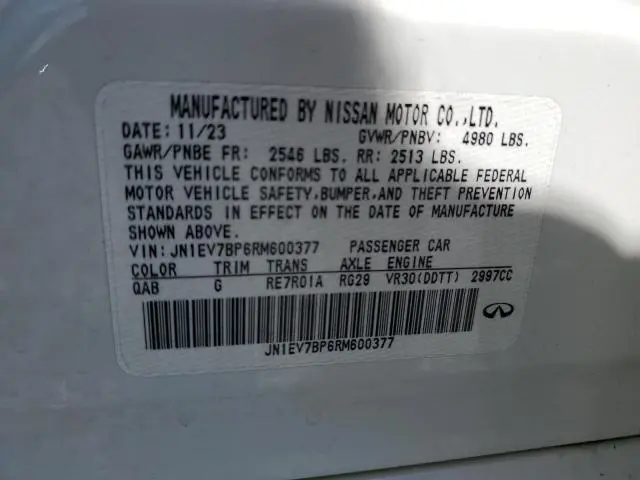 MANUFACTURED BY NISSAN MOTOR CO.,LTD.
DATE: 11/23 GVWR/PNBV: 4980 LBS.
GAWR/PNBE FR: 2546 LBS. RR: 2513 LBS.
THIS VEHICLE CONFORMS TO ALL APPLICABLE FEDERAL
MOTOR VEHICLE SAFETY,BUMPER,AND THEFT PREVENTION
STANDARDS IN EFFECT ON THE DATE OF MANUFACTURE
SHOWN ABOVE.
VIN:JN1EV7BP6RM600377 PASSENGER CAR
COLOR TRIM TRANS AXLE ENGINE
QAB G RE7R01A RG29 VR30(DDTT) 2997CC
JN1EV7BP6RM600377